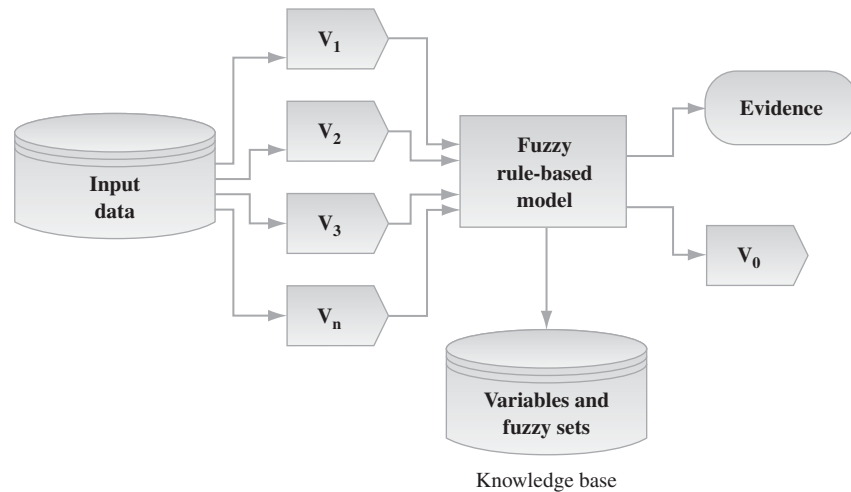 V1
V2
V3
Vn
Input
data
Fuzzy
rule-based
model
Evidence
V0
Variables and
fuzzy sets
Knowledge base